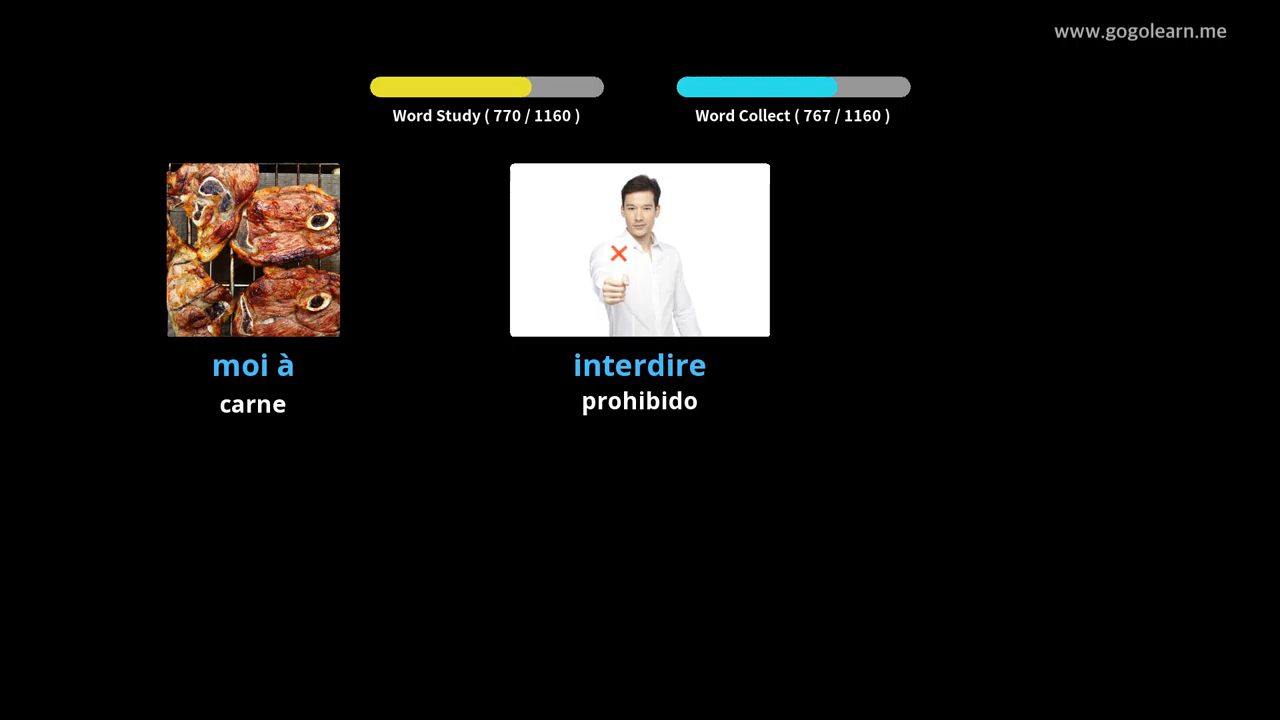 www.gogolearn.me
Word Study ( 770 / 1160 )
Word Collect ( 767 / 1160 )
moi à
carne
interdire
prohibido